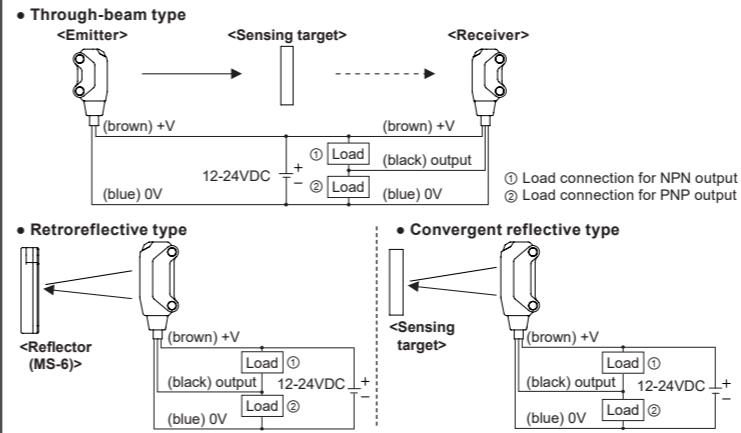 ● Through-beam type
<Emitter> <Sensing target> <Receiver>
(brown) +V (brown) +V
① Load (black) output
12-24VDC + − ② Load
(blue) 0V (blue) 0V
① Load connection for NPN output
② Load connection for PNP output
● Retroreflective type
<Reflector
(MS-6)>
(brown) +V
Load ①
(black) output 12-24VDC + −
Load ②
(blue) 0V
● Convergent reflective type
<Sensing
target>
(brown) +V
Load ①
(black) output 12-24VDC + −
Load ②
(blue) 0V